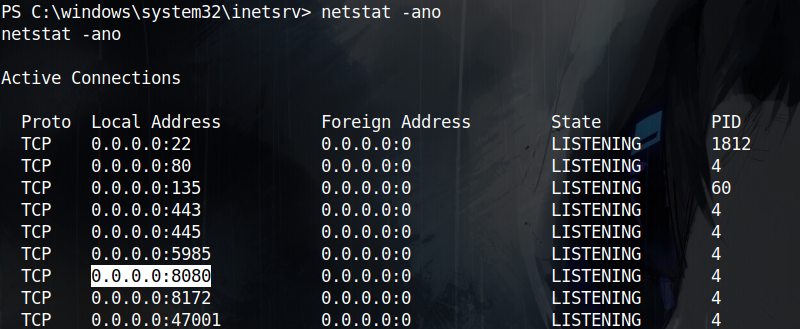 PS C:\windows\system32\inetsrv> netstat -ano
netstat -ano
Active Connections
Proto Local Address Foreign Address State PID
TCP 0.0.0.0:22 0.0.0.0:0 LISTENING 1812
TCP 0.0.0.0:80 0.0.0.0:0 LISTENING 4
TCP 0.0.0.0:135 0.0.0.0:0 LISTENING 60
TCP 0.0.0.0:443 0.0.0.0:0 LISTENING 4
TCP 0.0.0.0:445 0.0.0.0:0 LISTENING 4
TCP 0.0.0.0:5985 0.0.0.0:0 LISTENING 4
TCP 0.0.0.0:8080 0.0.0.0:0 LISTENING 4
TCP 0.0.0.0:8172 0.0.0.0:0 LISTENING 4
TCP 0.0.0.0:47001 0.0.0.0:0 LISTENING 4